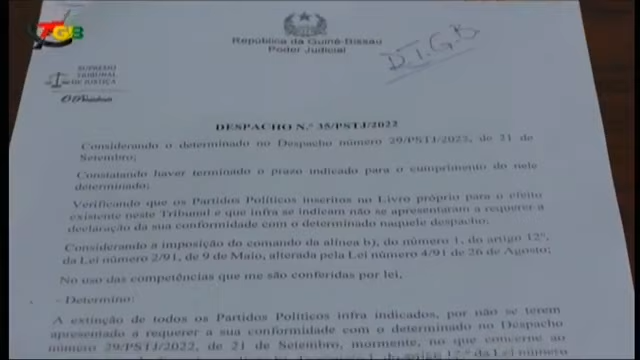 TGB
República da Guiné-Bissau
Poder Judicial
D.T.G.B
SUPREMO
TRIBUNAL
DE JUSTIÇA
O Presidente
DESPACHO N.º 35/PSTJ/2022
Considerando o determinado no Despacho número 29/PSTJ/2022, de 21 de
Setembro;
Constatando haver terminado o prazo indicado para o cumprimento do nele
determinado;
Verificando que os Partidos Políticos inscritos no Livro próprio para o efeito
existente neste Tribunal e que infra se indicam não se apresentaram a requerer a
declaração da sua conformidade com o determinado naquele despacho;
Considerando a imposição do comando da alínea b), do número 1, do artigo 12º,
da Lei número 2/91, de 9 de Maio, alterada pela Lei número 4/91 de 26 de Agosto;
No uso das competências que me são conferidas por lei,
- Determino:
A extinção de todos os Partidos Políticos infra indicados, por não se terem
apresentado a requerer a sua conformidade com o determinado no Despacho
número 29/PSTJ/2022, de 21 de Setembro, mormente, no que concerne ao
12º da Lei número